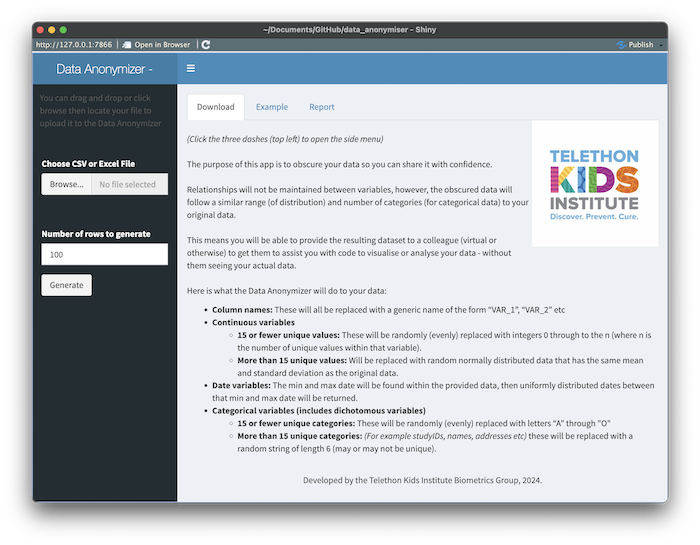 ~/Documents/GitHub/data_anonymiser - Shiny
http://127.0.0.1:7866 | Open in Browser | Publish
Data Anonymizer -
You can drag and drop or click
browse then locate your file to
upload it to the Data Anonymizer
Choose CSV or Excel File
Browse... No file selected
Number of rows to generate
100
Generate
Download Example Report
(Click the three dashes (top left) to open the side menu)
The purpose of this app is to obscure your data so you can share it with confidence.
Relationships will not be maintained between variables, however, the obscured data will
follow a similar range (of distribution) and number of categories (for categorical data) to your
original data.
This means you will be able to provide the resulting dataset to a colleague (virtual or
otherwise) to get them to assist you with code to visualise or analyse your data - without
them seeing your actual data.
TELETHON
KIDS
INSTITUTE
Discover. Prevent. Cure.
Here is what the Data Anonymizer will do to your data:
• Column names: These will all be replaced with a generic name of the form “VAR_1”, “VAR_2” etc
• Continuous variables
◦ 15 or fewer unique values: These will be randomly (evenly) replaced with integers 0 through to the n (where n is
the number of unique values within that variable).
◦ More than 15 unique values: Will be replaced with random normally distributed data that has the same mean
and standard deviation as the original data.
• Date variables: The min and max date will be found within the provided data, then uniformly distributed dates between
that min and max date will be returned.
• Categorical variables (includes dichotomous variables)
◦ 15 or fewer unique categories: These will be randomly (evenly) replaced with letters “A” through "O"
◦ More than 15 unique categories: (For example studyIDs, names, addresses etc) these will be replaced with a
random string of length 6 (may or may not be unique).
Developed by the Telethon Kids Institute Biometrics Group, 2024.